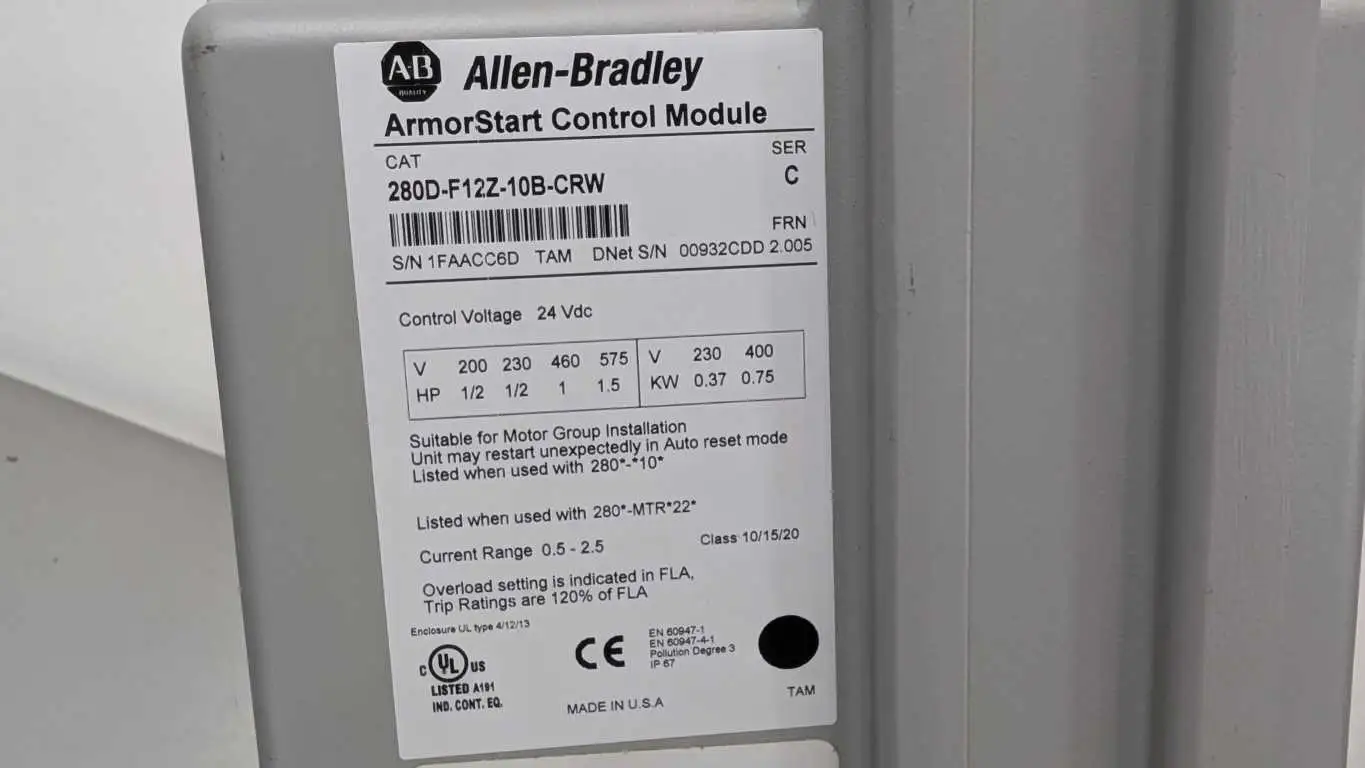 A·B
QUALITY
Allen-Bradley
ArmorStart Control Module
CAT SER
280D-F12Z-10B-CRW C
FRN
S/N 1FAACC6D TAM DNet S/N 00932CDD 2.005
Control Voltage 24 Vdc
V 200 230 460 575 V 230 400
HP 1/2 1/2 1 1.5 KW 0.37 0.75
Suitable for Motor Group Installation
Unit may restart unexpectedly in Auto reset mode
Listed when used with 280*-*10*
Listed when used with 280*-MTR*22*
Current Range 0.5 - 2.5 Class 10/15/20
Overload setting is indicated in FLA,
Trip Ratings are 120% of FLA
Enclosure UL type 4/12/13
C UL US
LISTED A191
IND. CONT. EQ.
CE
EN 60947-1
EN 60947-4-1
Pollution Degree 3
IP 67
MADE IN U.S.A
TAM